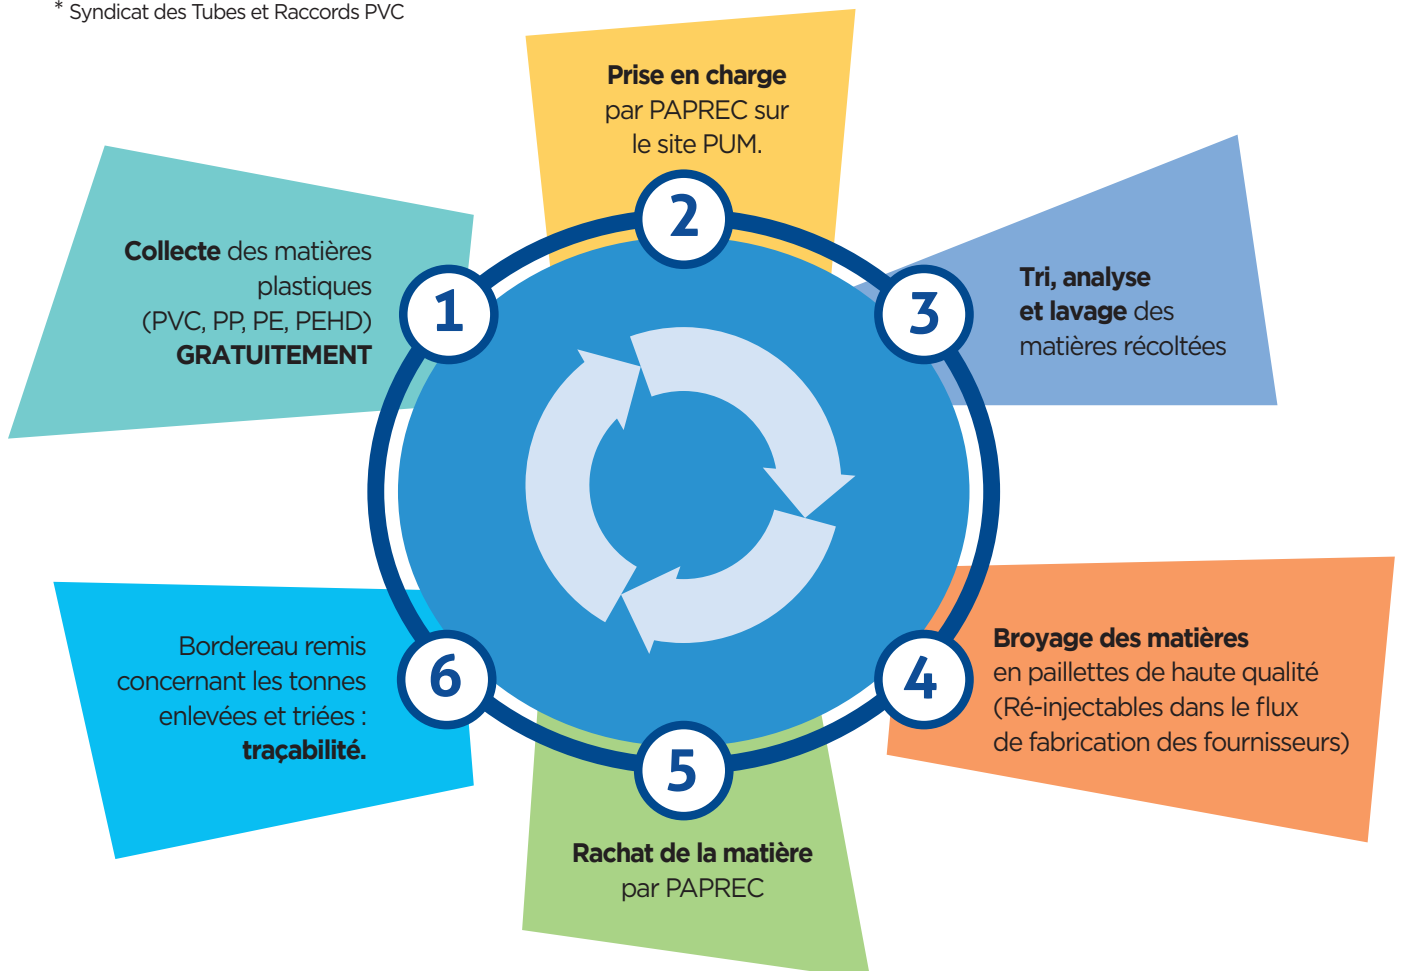 * Syndicat des Tubes et Raccords PVC
1
Collecte des matières
plastiques
(PVC, PP, PE, PEHD)
GRATUITEMENT
2
Prise en charge
par PAPREC sur
le site PUM.
3
Tri, analyse
et lavage des
matières récoltées
4
Broyage des matières
en paillettes de haute qualité
(Ré-injectables dans le flux
de fabrication des fournisseurs)
5
Rachat de la matière
par PAPREC
6
Bordereau remis
concernant les tonnes
enlevées et triées :
traçabilité.